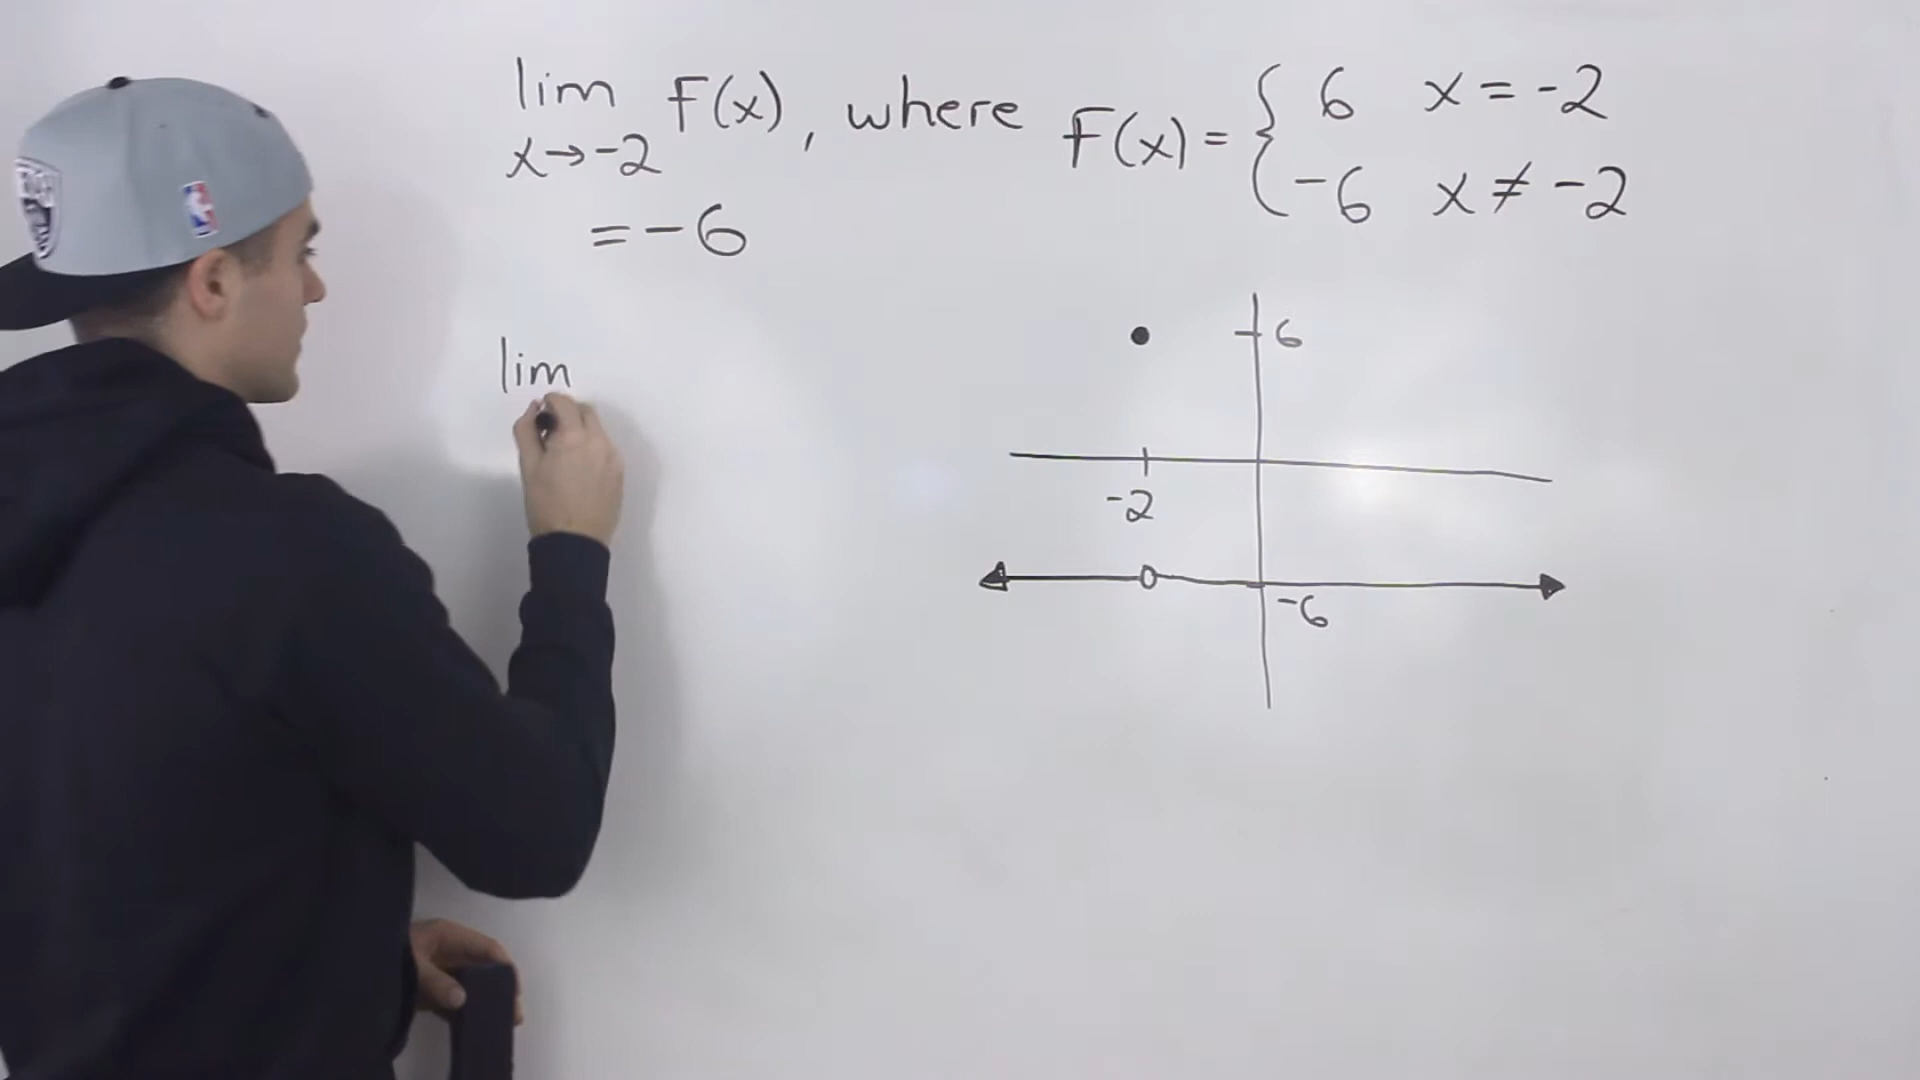 lim F(x), where F(x) = { 6 x = -2
x→-2 -6 x ≠ -2
= -6
lim
6
-2
-6